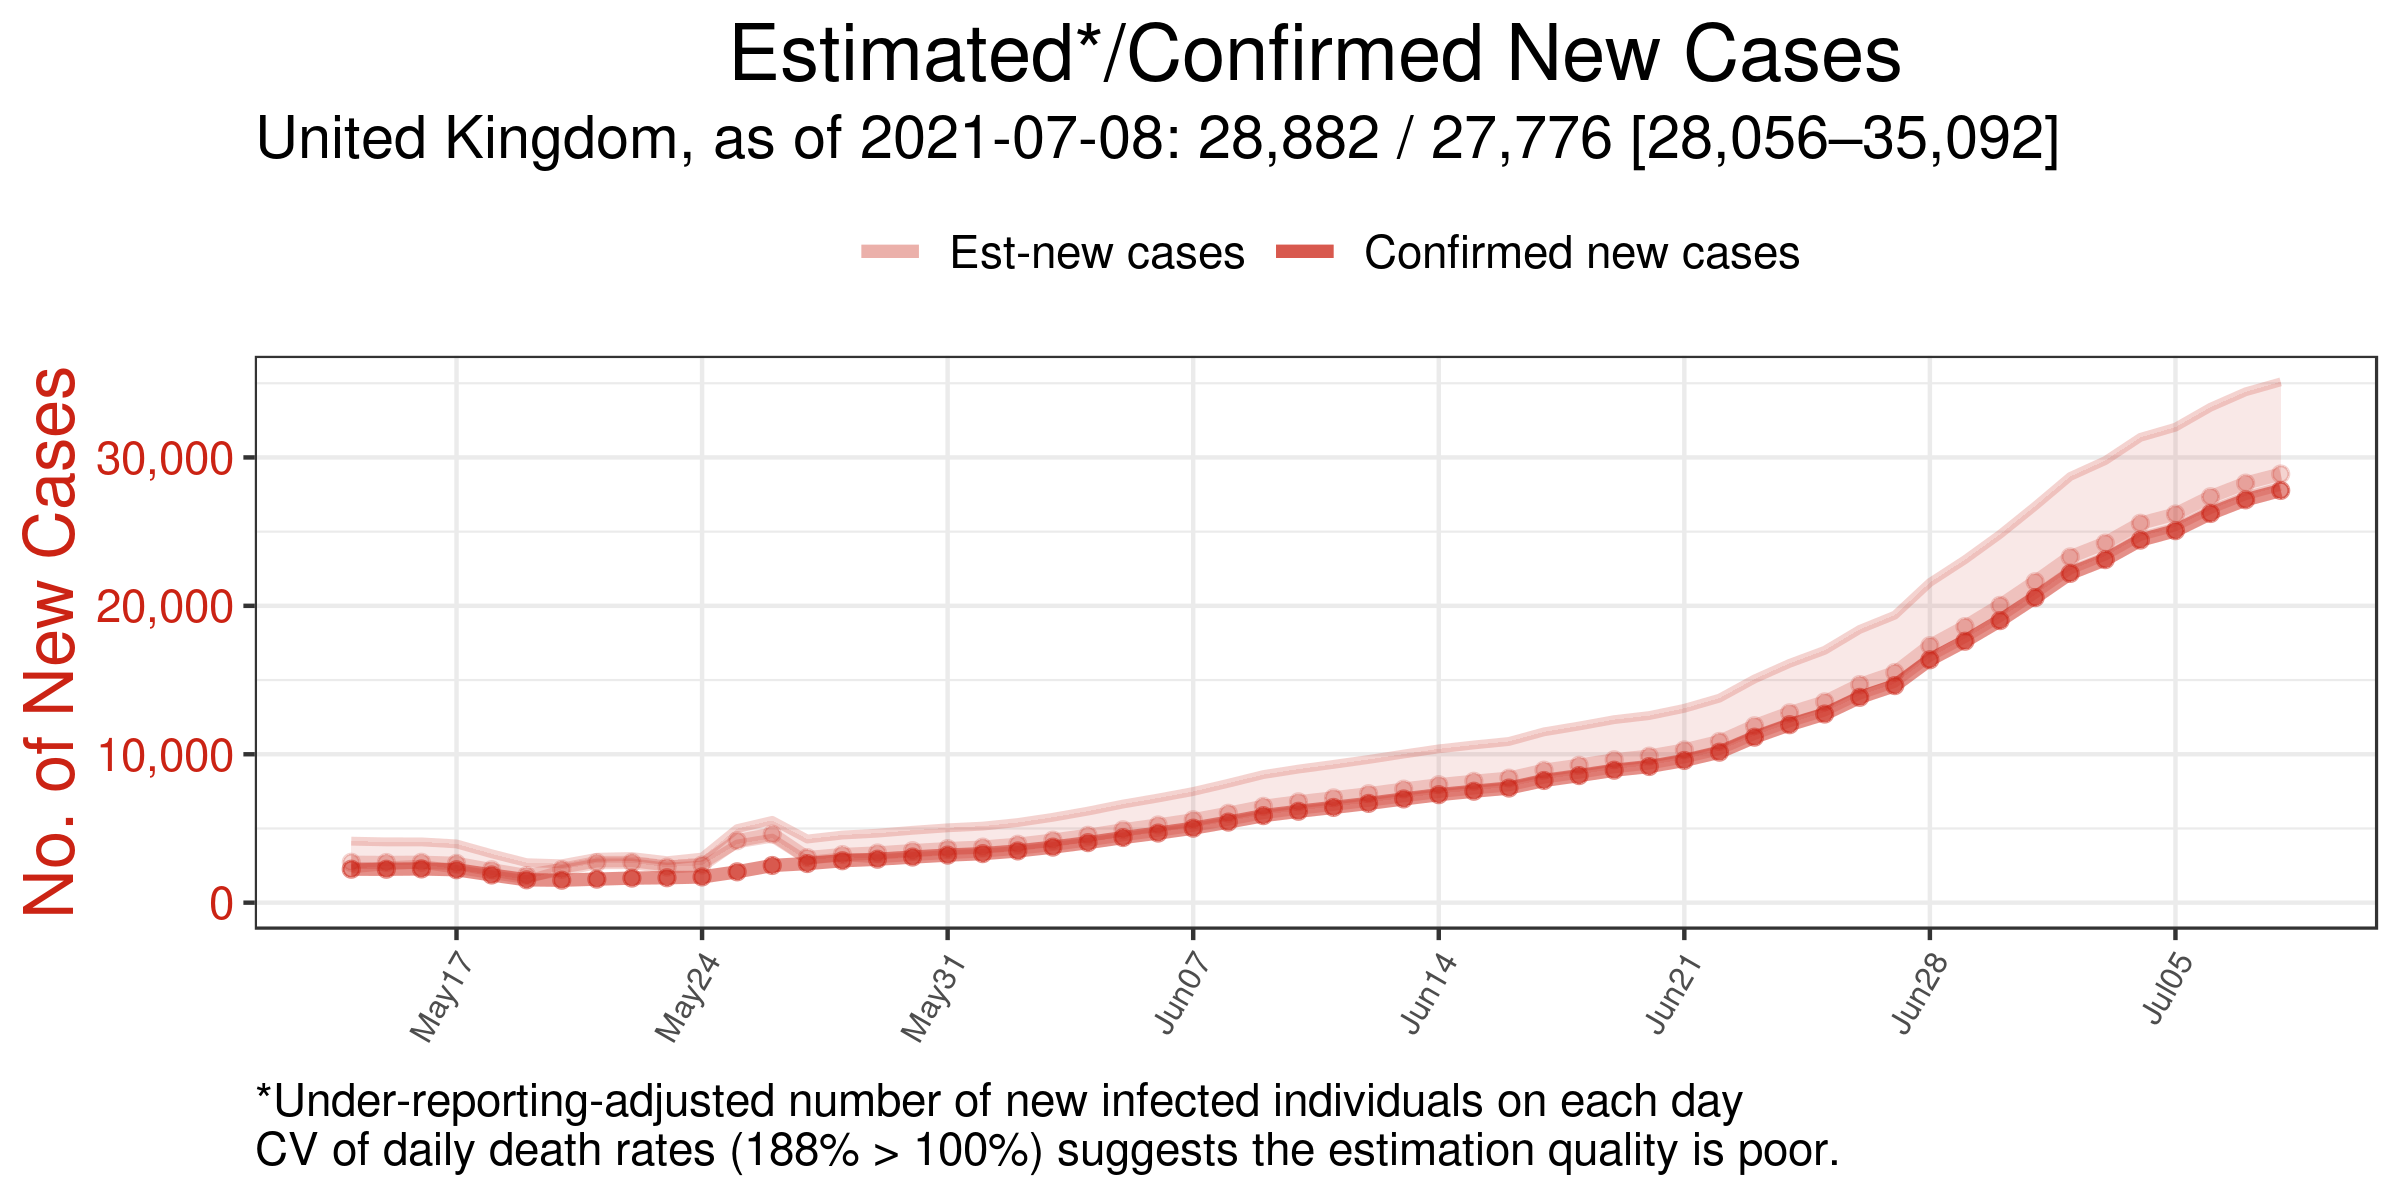 Estimated*/Confirmed New Cases
United Kingdom, as of 2021-07-08: 28,882 / 27,776 [28,056–35,092]
Est-new cases
Confirmed new cases
No. of New Cases
30,000
20,000
10,000
0
May17
May24
May31
Jun07
Jun14
Jun21
Jun28
Jul05
*Under-reporting-adjusted number of new infected individuals on each day
CV of daily death rates (188% > 100%) suggests the estimation quality is poor.